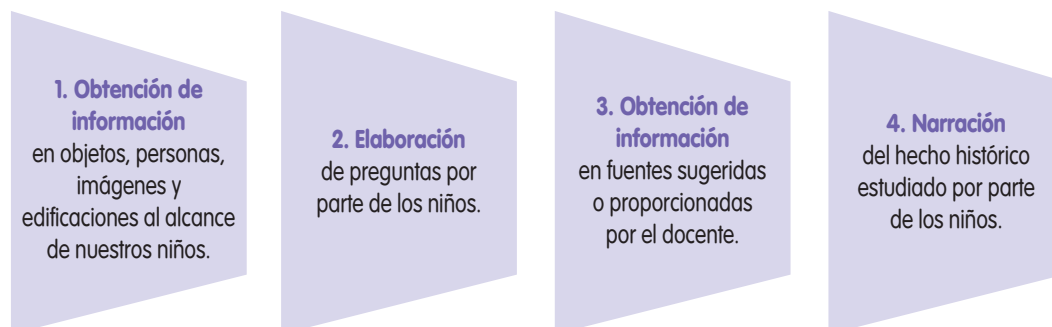 1. Obtención de
información
en objetos, personas,
imágenes y
edificaciones al alcance
de nuestros niños.
2. Elaboración
de preguntas por
parte de los niños.
3. Obtención de
información
en fuentes sugeridas
o proporcionadas
por el docente.
4. Narración
del hecho histórico
estudiado por parte
de los niños.